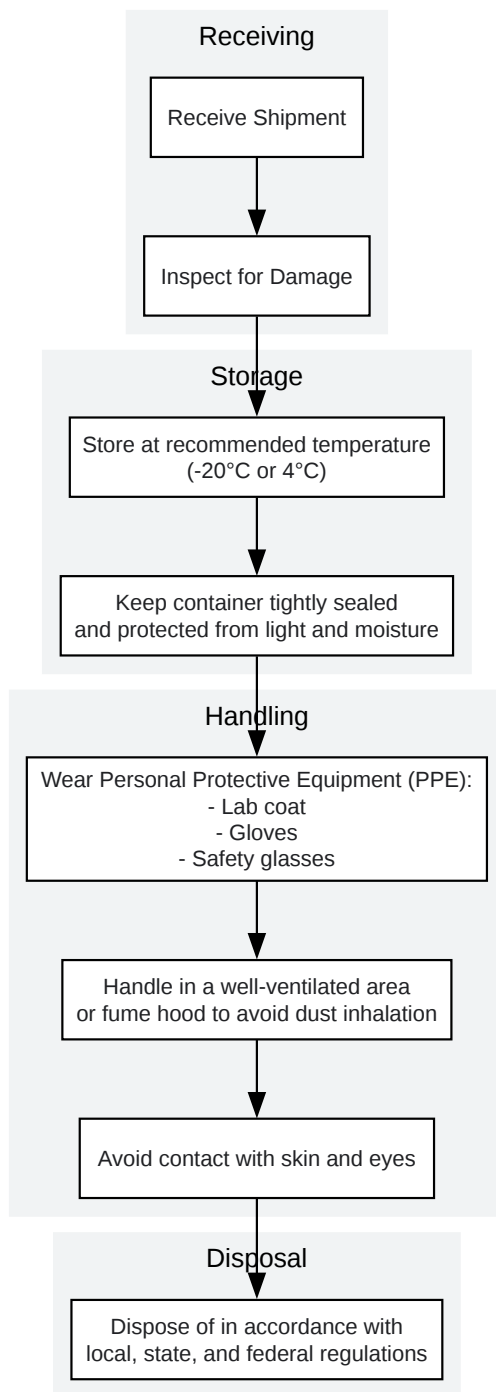 Receiving
Receive Shipment
Inspect for Damage
Storage
Store at recommended temperature
(-20°C or 4°C)
Keep container tightly sealed
and protected from light and moisture
Handling
Wear Personal Protective Equipment (PPE):
- Lab coat
- Gloves
- Safety glasses
Handle in a well-ventilated area
or fume hood to avoid dust inhalation
Avoid contact with skin and eyes
Disposal
Dispose of in accordance with
local, state, and federal regulations